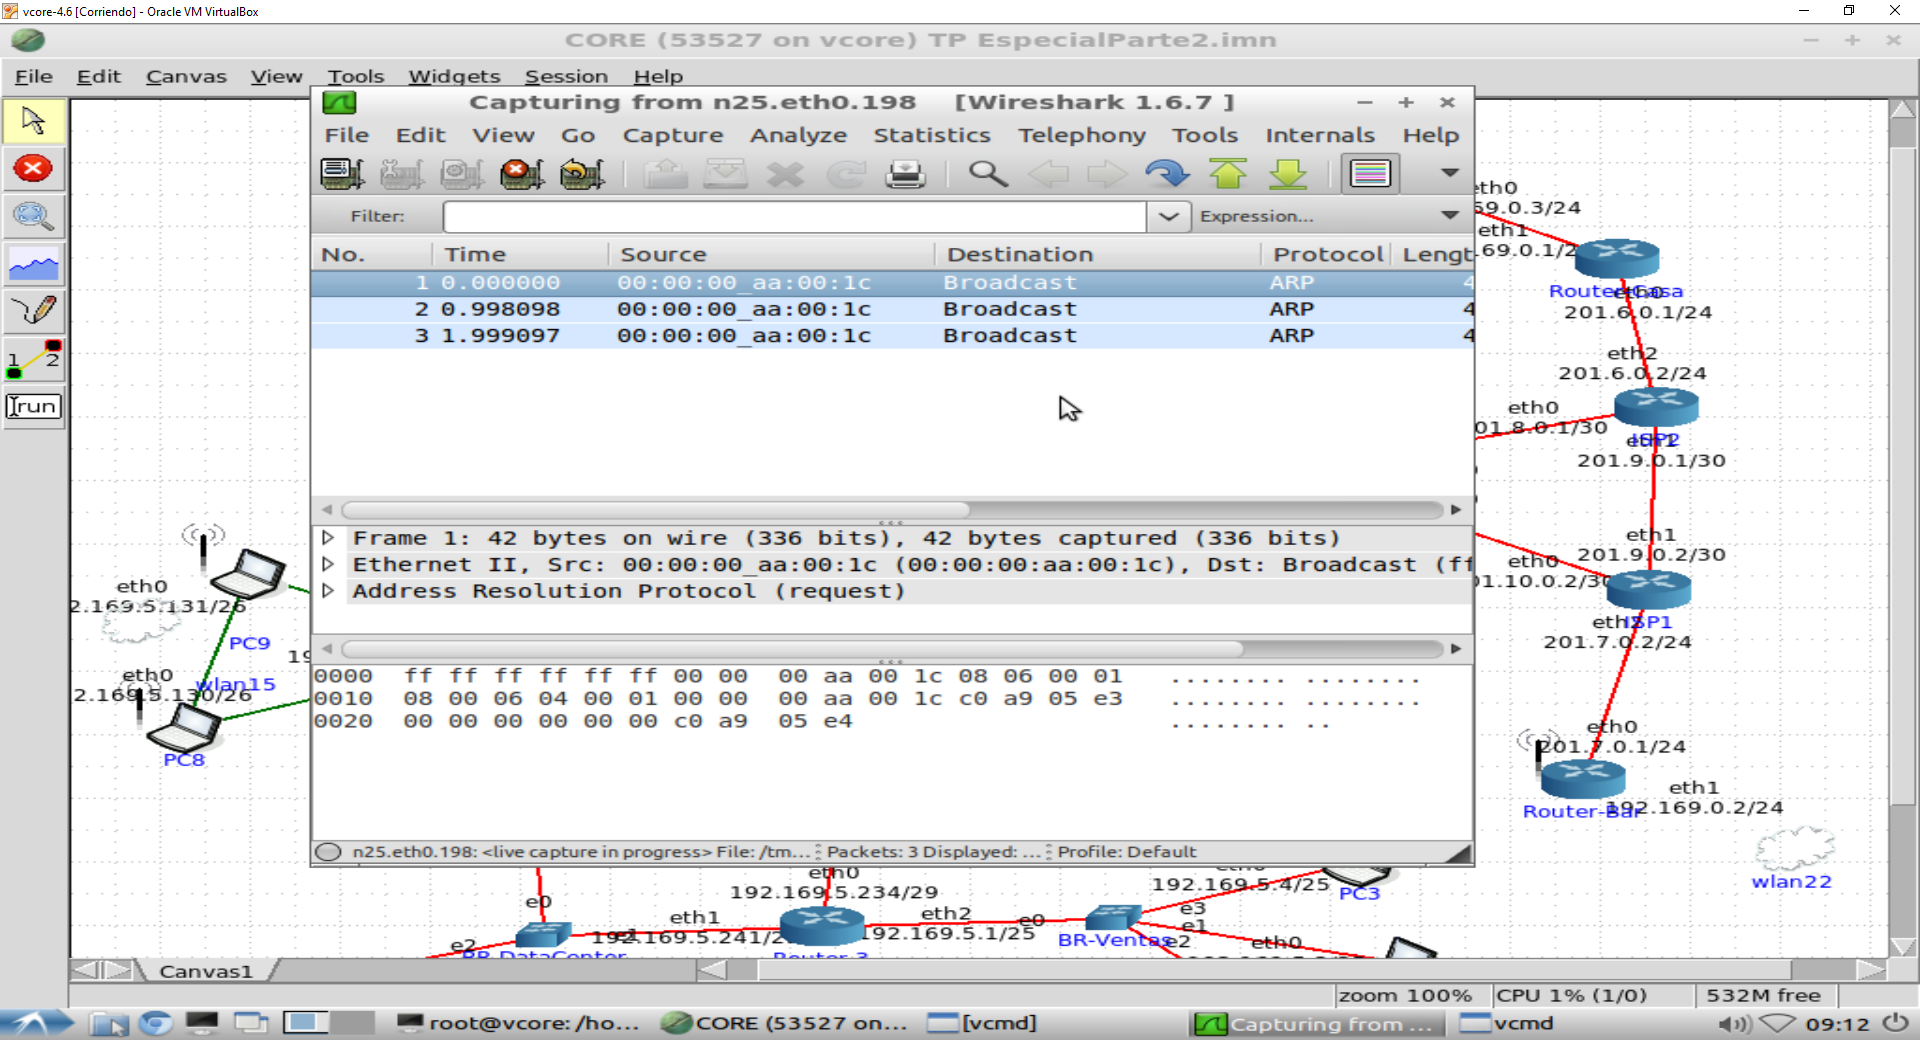 vcore-4.6 [Corriendo] - Oracle VM VirtualBox
CORE (53527 on vcore) TP EspecialParte2.imn
File Edit Canvas View Tools Widgets Session Help
Capturing from n25.eth0.198 [Wireshark 1.6.7 ]
File Edit View Go Capture Analyze Statistics Telephony Tools Internals Help
Filter: Expression...
No. Time Source Destination Protocol Lengt
1 0.000000 00:00:00_aa:00:1c Broadcast ARP 4
2 0.998098 00:00:00_aa:00:1c Broadcast ARP 4
3 1.999097 00:00:00_aa:00:1c Broadcast ARP 4
Frame 1: 42 bytes on wire (336 bits), 42 bytes captured (336 bits)
Ethernet II, Src: 00:00:00_aa:00:1c (00:00:00:aa:00:1c), Dst: Broadcast (ff
Address Resolution Protocol (request)
0000 ff ff ff ff ff ff 00 00 00 aa 00 1c 08 06 00 01 ........ ........
0010 08 00 06 04 00 01 00 00 00 aa 00 1c c0 a9 05 e3 ........ ........
0020 00 00 00 00 00 00 c0 a9 05 e4 ........ ..
n25.eth0.198: <live capture in progress> File: /tm... Packets: 3 Displayed: ... Profile: Default
1 2
run
eth0
2.169.5.131/26
PC9
19
eth0
wlan15
2.169.5.130/26
PC8
eth0
69.0.3/24
eth1
.69.0.1/2
Router-Casa
eth0
201.6.0.1/24
eth2
201.6.0.2/24
eth0
01.8.0.1/30
ISP2
eth1
201.9.0.1/30
eth1
201.9.0.2/30
eth0
01.10.0.2/30
ISP1
eth2
201.7.0.2/24
eth0
201.7.0.1/24
eth1
Router-Bar
192.169.0.2/24
wlan22
eth0
192.169.5.234/29
192.169.5.4/25
PC3
e0
eth1
eth2
e0
e3
e1
192.169.5.241/2
192.169.5.1/25
BR-Ventas
e2
eth0
e2
BR-DataCenter
Router-3
Canvas1
zoom 100% CPU 1% (1/0) 532M free
root@vcore: /ho... CORE (53527 on... [vcmd] Capturing from ... vcmd 09:12